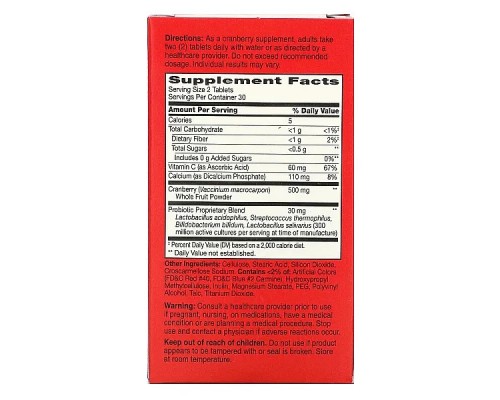 Directions: As a cranberry supplement, adults take
two (2) tablets daily with water or as directed by a
healthcare provider. Do not exceed recommended
dosage. Individual results may vary.
Supplement Facts
Serving Size 2 Tablets
Servings Per Container 30
Amount Per Serving % Daily Value
Calories 5
Total Carbohydrate <1 g <1%‡
Dietary Fiber <1 g 2%‡
Total Sugars <0.5 g **
Includes 0 g Added Sugars 0%**
Vitamin C (as Ascorbic Acid) 60 mg 67%
Calcium (as Dicalcium Phosphate) 110 mg 8%
Cranberry (Vaccinium macrocarpon) 500 mg **
Whole Fruit Powder
Probiotic Proprietary Blend 30 mg **
Lactobacillus acidophilus, Streptococcus thermophilus,
Bifidobacterium bifidum, Lactobacillus salivarius (300
million active cultures per serving at time of manufacture)
‡ Percent Daily Value (DV) based on a 2,000 calorie diet.
** Daily Value not established.
Other Ingredients: Cellulose, Stearic Acid, Silicon Dioxide,
Croscarmellose Sodium. Contains <2% of: Artificial Colors
(FD&C Red #40, FD&C Blue #2 Carmine), Hydroxypropyl
Methylcellulose, Inulin, Magnesium Stearate, PEG, Polyvinyl
Alcohol, Talc, Titanium Dioxide.
Warning: Consult a healthcare provider prior to use
if pregnant, nursing, on medications, have a medical
condition or are planning a medical procedure. Stop
use and contact a physician if adverse reactions occur.
Keep out of reach of children. Do not use if product
appears to be tampered with or seal is broken. Store
at room temperature.